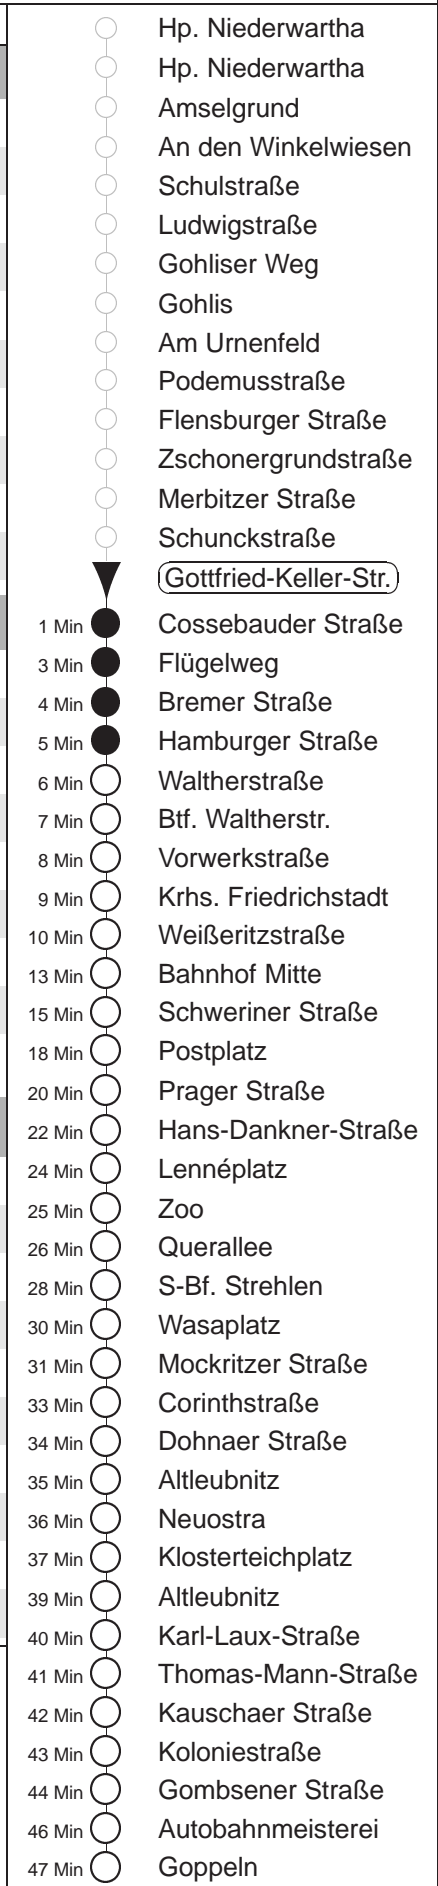 Hp. Niederwartha
Hp. Niederwartha
Amselgrund
An den Winkelwiesen
Schulstraße
Ludwigstraße
Gohliser Weg
Gohlis
Am Urnenfeld
Podemusstraße
Flensburger Straße
Zschonergrundstraße
Merbitzer Straße
Schunckstraße
Gottfried-Keller-Str.
1 Min Cossebauder Straße
3 Min Flügelweg
4 Min Bremer Straße
5 Min Hamburger Straße
6 Min Waltherstraße
7 Min Btf. Waltherstr.
8 Min Vorwerkstraße
9 Min Krhs. Friedrichstadt
10 Min Weißeritzstraße
13 Min Bahnhof Mitte
15 Min Schweriner Straße
18 Min Postplatz
20 Min Prager Straße
22 Min Hans-Dankner-Straße
24 Min Lennéplatz
25 Min Zoo
26 Min Querallee
28 Min S-Bf. Strehlen
30 Min Wasaplatz
31 Min Mockritzer Straße
33 Min Corinthstraße
34 Min Dohnaer Straße
35 Min Altleubnitz
36 Min Neuostra
37 Min Klosterteichplatz
39 Min Altleubnitz
40 Min Karl-Laux-Straße
41 Min Thomas-Mann-Straße
42 Min Kauschaer Straße
43 Min Koloniestraße
44 Min Gombsener Straße
46 Min Autobahnmeisterei
47 Min Goppeln